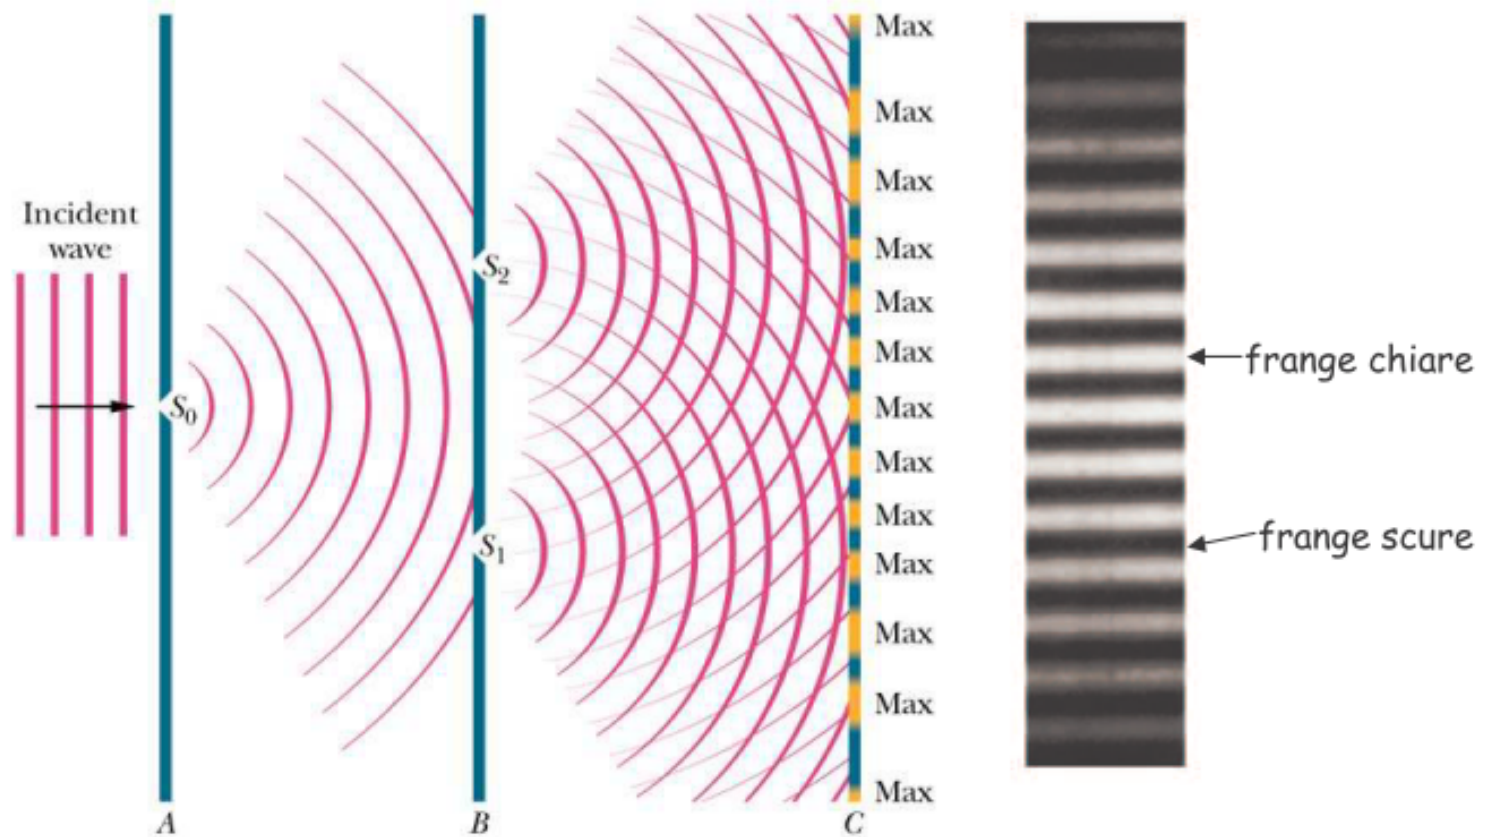 Incident
wave
S0
S2
S1
Max
Max
Max
Max
Max
Max
Max
Max
Max
Max
Max
Max
Max
A
B
C
frange chiare
frange scure